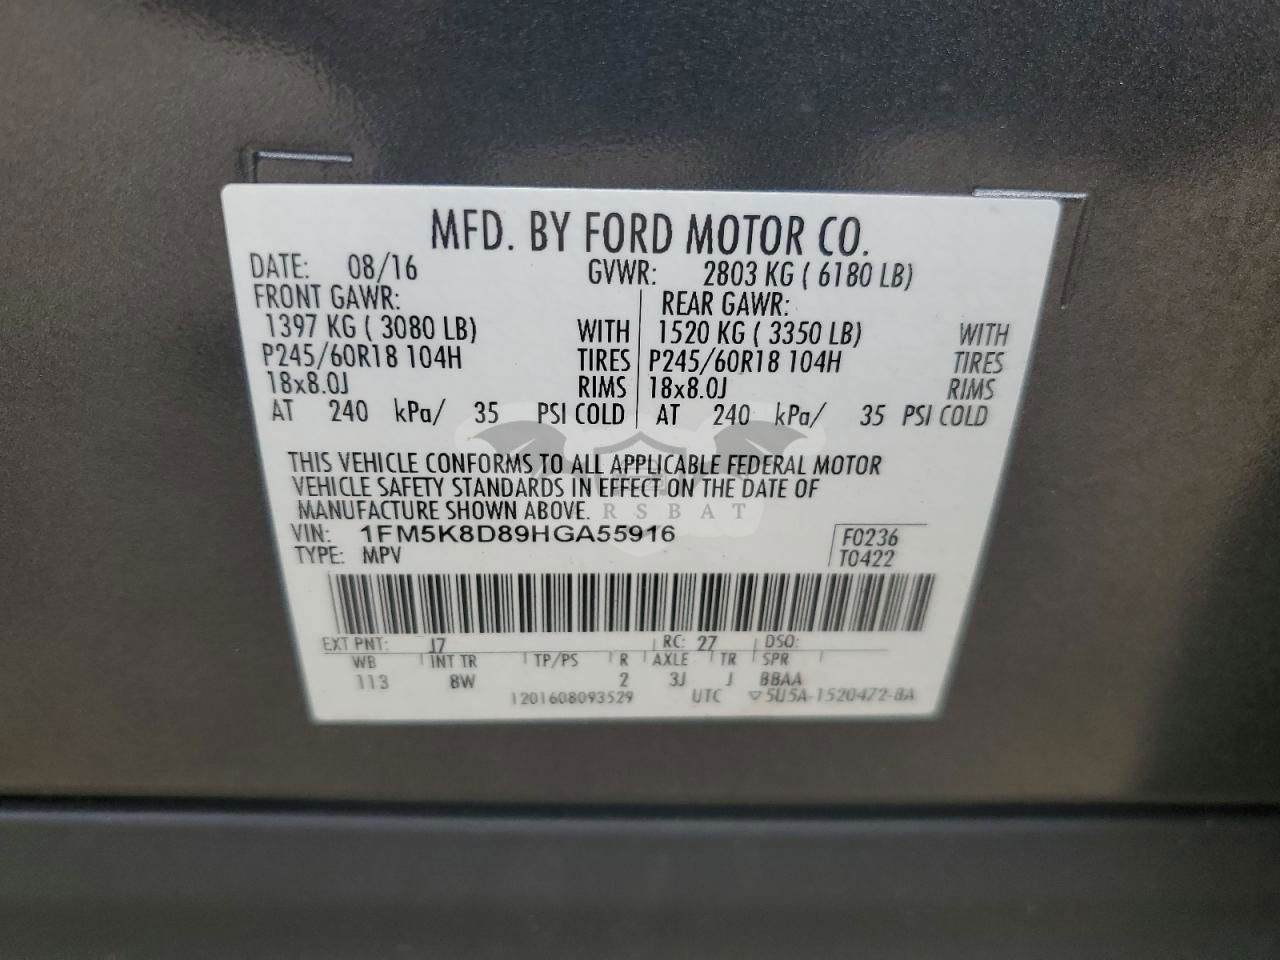 MFD. BY FORD MOTOR CO.
DATE: 08/16 GVWR: 2803 KG ( 6180 LB)
FRONT GAWR: REAR GAWR:
1397 KG ( 3080 LB) WITH 1520 KG ( 3350 LB) WITH
P245/60R18 104H TIRES P245/60R18 104H TIRES
18x8.0J RIMS 18x8.0J RIMS
AT 240 kPa/ 35 PSI COLD AT 240 kPa/ 35 PSI COLD
THIS VEHICLE CONFORMS TO ALL APPLICABLE FEDERAL MOTOR
VEHICLE SAFETY STANDARDS IN EFFECT ON THE DATE OF
MANUFACTURE SHOWN ABOVE.
RSBAT
VIN: 1FM5K8D89HGA55916 F0236
TYPE: MPV T0422
EXT PNT: J7 RC: 27 DSO:
WB INT TR TP/PS R AXLE TR SPR
113 8W 2 3J J BBAA
1201608093529 UTC ▽5U5A-1520472-BA